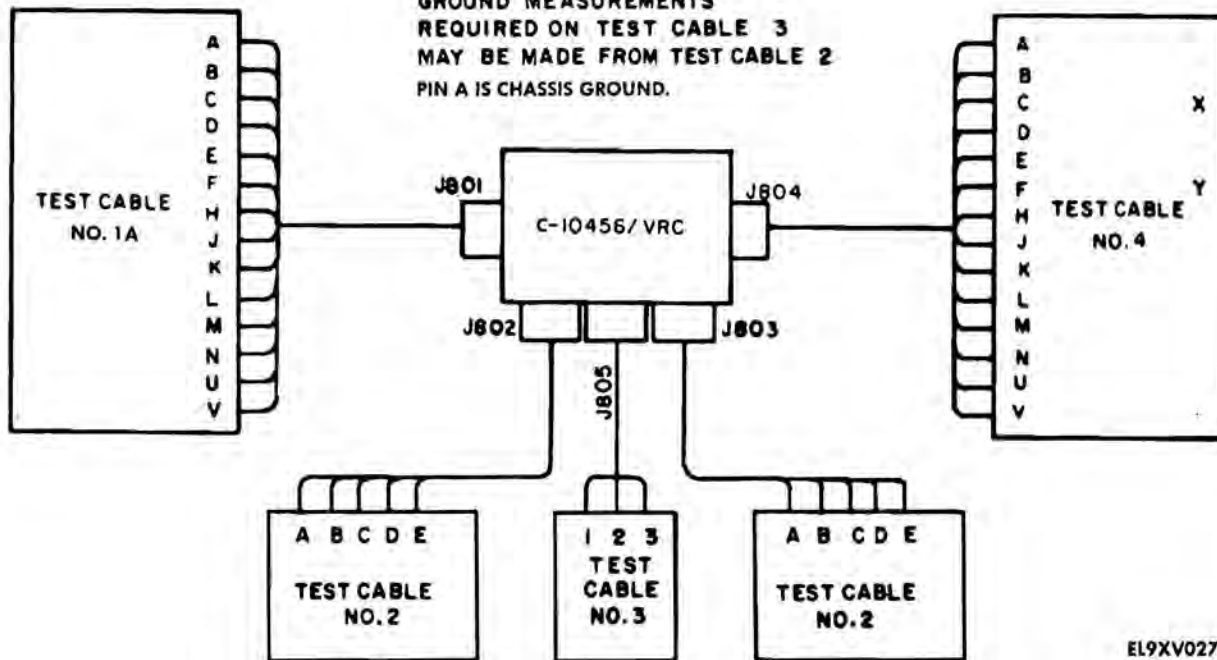 GROUND MEASUREMENTS
REQUIRED ON TEST CABLE 3
MAY BE MADE FROM TEST CABLE 2
PIN A IS CHASSIS GROUND.
A
B
C
D
E
F
H
J
K
L
M
N
U
V
TEST CABLE
NO. 1A
J801
C-10456/VRC
J804
J802
J805
J803
A
B
C
D
E
F
H
J
K
L
M
N
U
V
X
Y
TEST CABLE
NO. 4
A B C D E
TEST CABLE
NO. 2
1 2 3
TEST
CABLE
NO. 3
A B C D E
TEST CABLE
NO. 2
EL9XV027